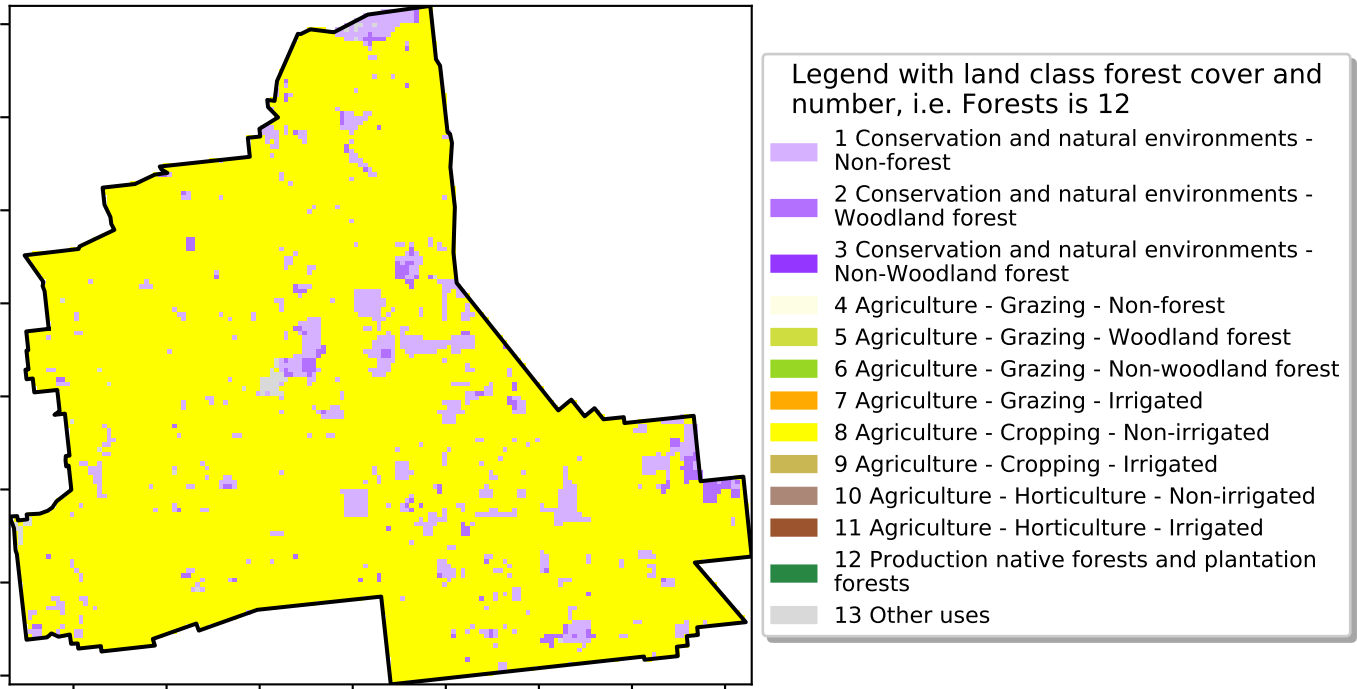 Legend with land class forest cover and
number, i.e. Forests is 12
1 Conservation and natural environments -
Non-forest
2 Conservation and natural environments -
Woodland forest
3 Conservation and natural environments -
Non-Woodland forest
4 Agriculture - Grazing - Non-forest
5 Agriculture - Grazing - Woodland forest
6 Agriculture - Grazing - Non-woodland forest
7 Agriculture - Grazing - Irrigated
8 Agriculture - Cropping - Non-irrigated
9 Agriculture - Cropping - Irrigated
10 Agriculture - Horticulture - Non-irrigated
11 Agriculture - Horticulture - Irrigated
12 Production native forests and plantation
forests
13 Other uses